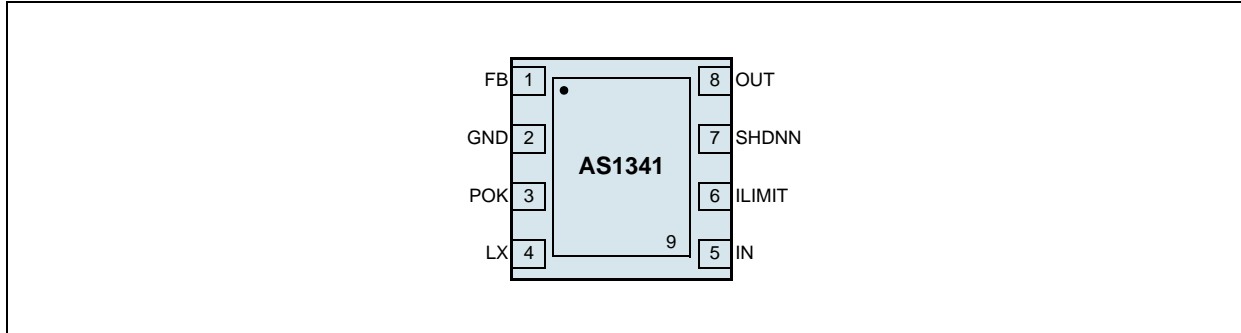 FB 1 8 OUT
GND 2 7 SHDNN
AS1341
POK 3 6 ILIMIT
9
LX 4 5 IN